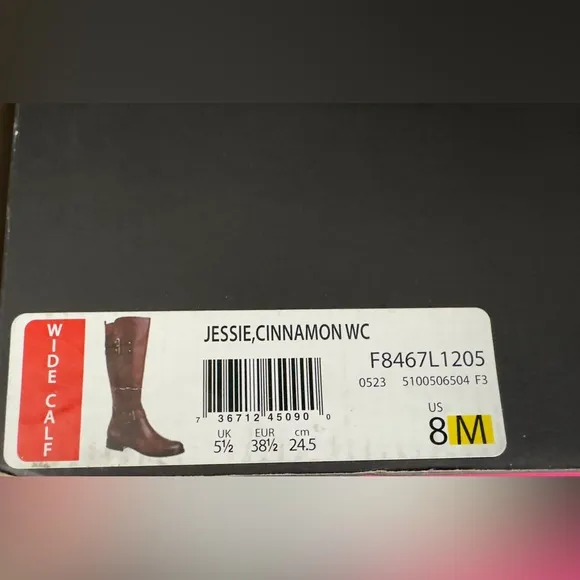 WIDE CALF
JESSIE,CINNAMON WC
F8467L1205
0523 5100506504 F3
7 36712 45090 0
UK EUR cm
5½ 38½ 24.5
US
8 M